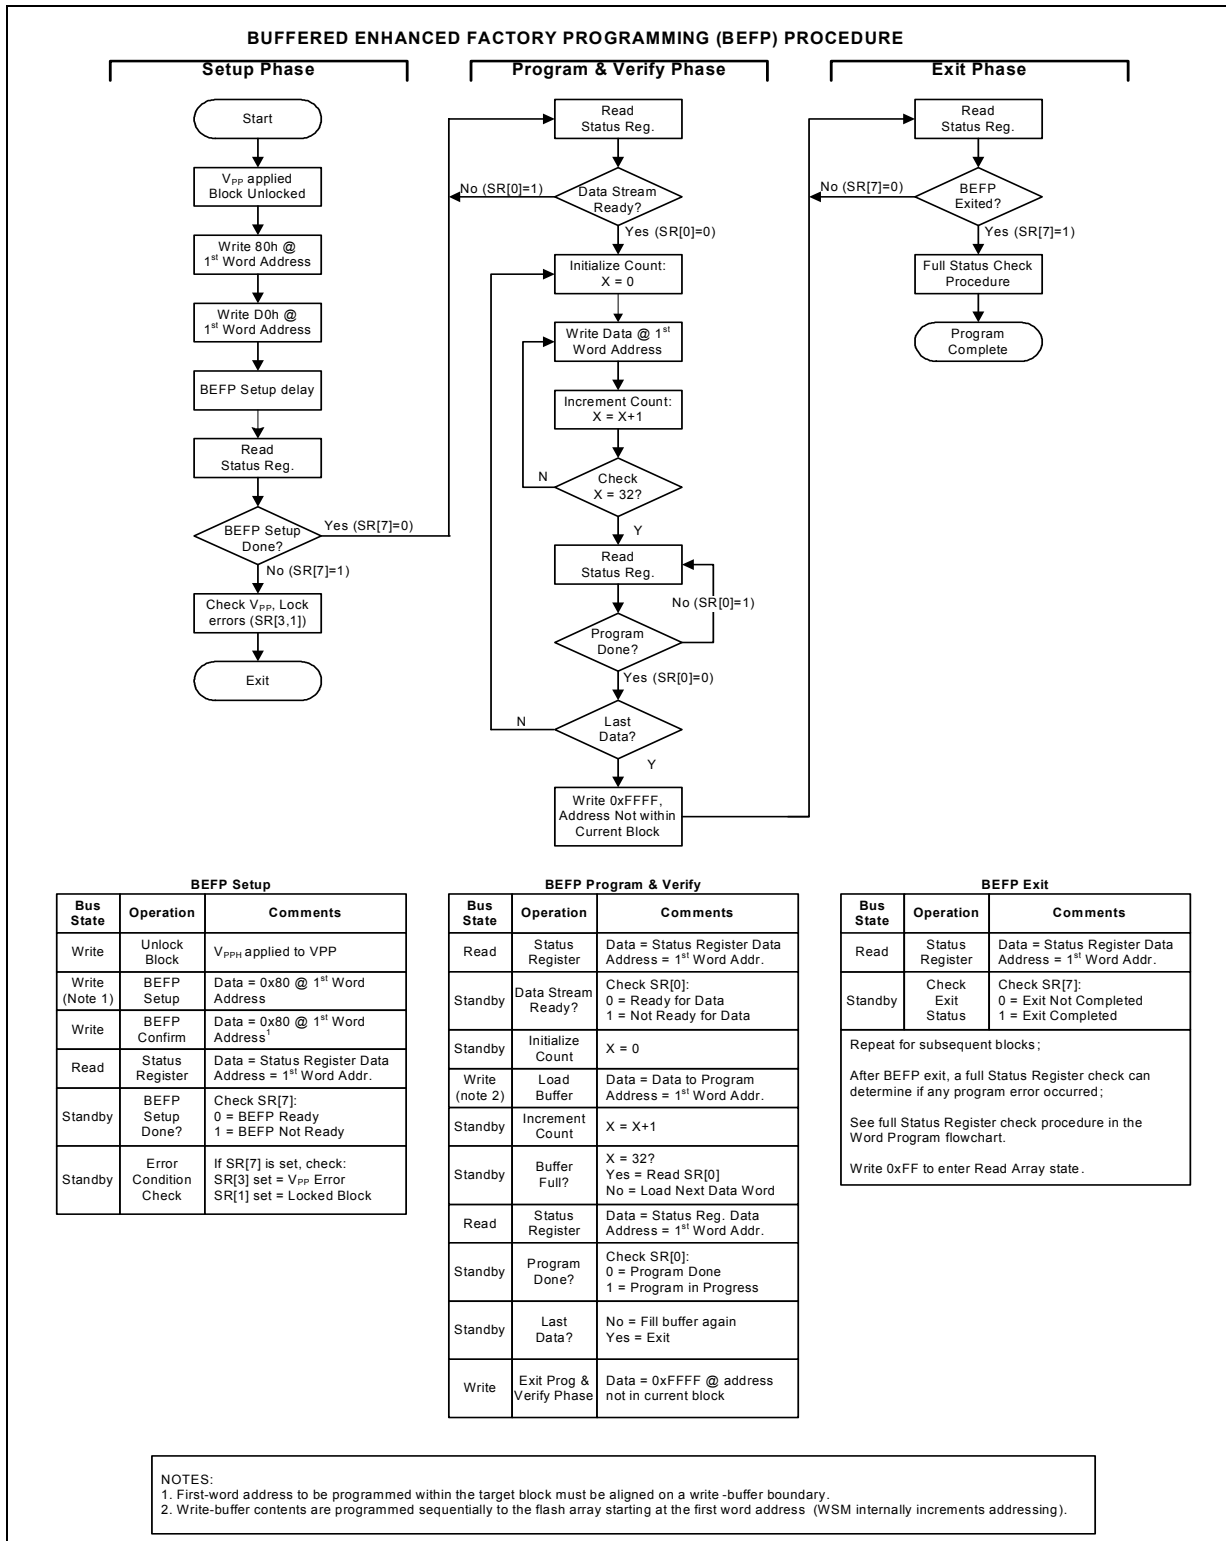 BUFFERED ENHANCED FACTORY PROGRAMMING (BEFP) PROCEDURE
Setup Phase
Start
VPP applied
Block Unlocked
Write 80h @
1st Word Address
Write D0h @
1st Word Address
BEFP Setup delay
Read
Status Reg.
BEFP Setup
Done?
Yes (SR[7]=0)
No (SR[7]=1)
Check VPP, Lock
errors (SR[3,1])
Exit
Program & Verify Phase
Read
Status Reg.
No (SR[0]=1)
Data Stream
Ready?
Yes (SR[0]=0)
Initialize Count:
X = 0
Write Data @ 1st
Word Address
Increment Count:
X = X+1
N
Check
X = 32?
Y
Read
Status Reg.
No (SR[0]=1)
Program
Done?
Yes (SR[0]=0)
N
Last
Data?
Y
Write 0xFFFF,
Address Not within
Current Block
Exit Phase
Read
Status Reg.
No (SR[7]=0)
BEFP
Exited?
Yes (SR[7]=1)
Full Status Check
Procedure
Program
Complete
BEFP Setup
Bus
State
Operation
Comments
Write
Unlock
Block
VPPH applied to VPP
Write
(Note 1)
BEFP
Setup
Data = 0x80 @ 1st Word
Address
Write
BEFP
Confirm
Data = 0x80 @ 1st Word
Address1
Read
Status
Register
Data = Status Register Data
Address = 1st Word Addr.
Standby
BEFP
Setup
Done?
Check SR[7]:
0 = BEFP Ready
1 = BEFP Not Ready
Standby
Error
Condition
Check
If SR[7] is set, check:
SR[3] set = VPP Error
SR[1] set = Locked Block
BEFP Program & Verify
Bus
State
Operation
Comments
Read
Status
Register
Data = Status Register Data
Address = 1st Word Addr.
Standby
Data Stream
Ready?
Check SR[0]:
0 = Ready for Data
1 = Not Ready for Data
Standby
Initialize
Count
X = 0
Write
(note 2)
Load
Buffer
Data = Data to Program
Address = 1st Word Addr.
Standby
Increment
Count
X = X+1
Standby
Buffer
Full?
X = 32?
Yes = Read SR[0]
No = Load Next Data Word
Read
Status
Register
Data = Status Reg. Data
Address = 1st Word Addr.
Standby
Program
Done?
Check SR[0]:
0 = Program Done
1 = Program in Progress
Standby
Last
Data?
No = Fill buffer again
Yes = Exit
Write
Exit Prog &
Verify Phase
Data = 0xFFFF @ address
not in current block
BEFP Exit
Bus
State
Operation
Comments
Read
Status
Register
Data = Status Register Data
Address = 1st Word Addr.
Standby
Check
Exit
Status
Check SR[7]:
0 = Exit Not Completed
1 = Exit Completed
Repeat for subsequent blocks;
After BEFP exit, a full Status Register check can
determine if any program error occurred;
See full Status Register check procedure in the
Word Program flowchart.
Write 0xFF to enter Read Array state.
NOTES:
1. First-word address to be programmed within the target block must be aligned on a write -buffer boundary.
2. Write-buffer contents are programmed sequentially to the flash array starting at the first word address (WSM internally increments addressing).